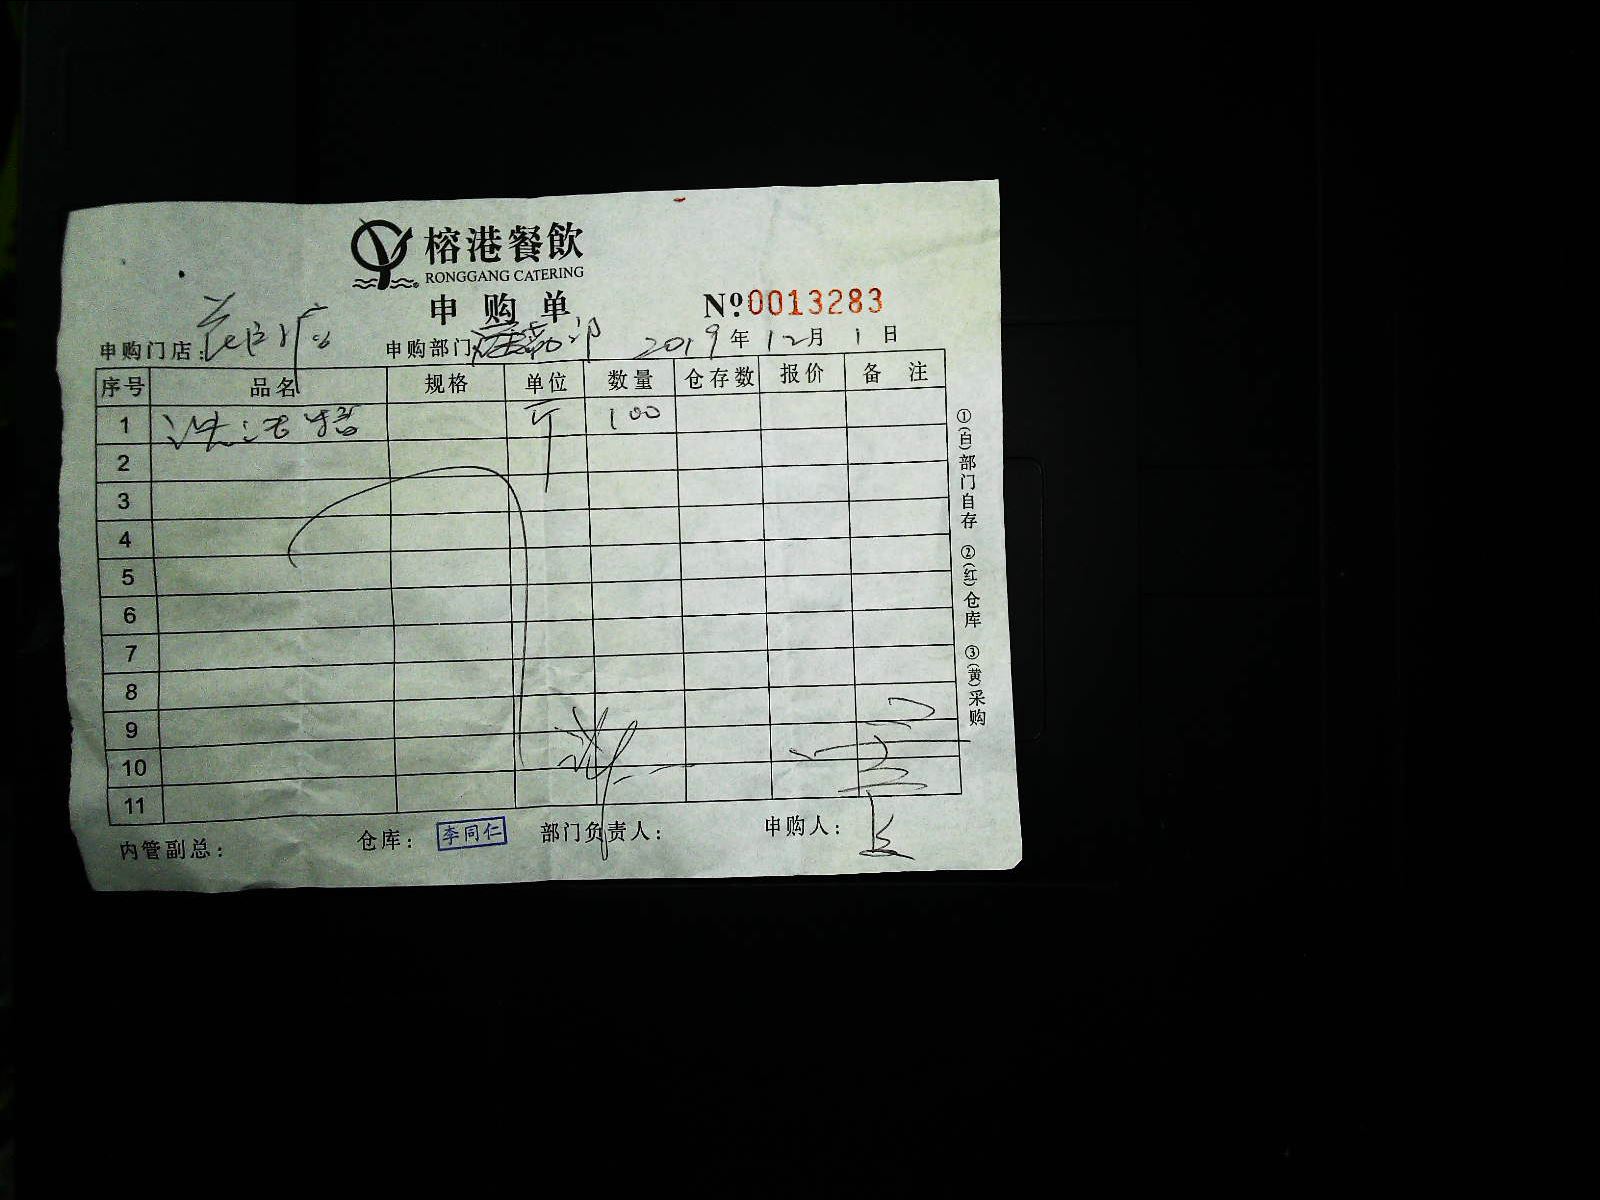 榕港餐飲
RONGGANG CATERING
申购单 №0013283
申购门店： 申购部门 2019年12月1日
序号 品名 规格 单位 数量 仓存数 报价 备注
1 洗洁精 斤 100
2
3
4
5
6
7
8
9
10
11
内管副总： 仓库：李同仁 部门负责人： 申购人：
①(白)部门自存 ②(红)仓库 ③(黄)采购